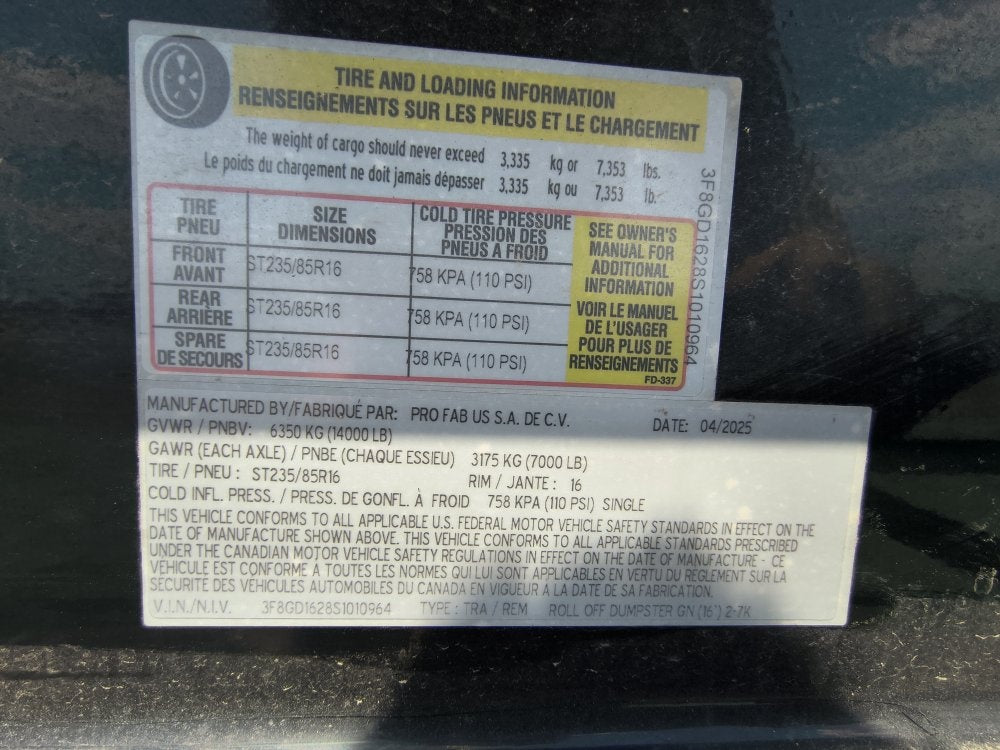 TIRE AND LOADING INFORMATION
RENSEIGNEMENTS SUR LES PNEUS ET LE CHARGEMENT
The weight of cargo should never exceed 3,335 kg or 7,353 lbs.
Le poids du chargement ne doit jamais dépasser 3,335 kg ou 7,353 lb.
TIRE
PNEU
SIZE
DIMENSIONS
COLD TIRE PRESSURE
PRESSION DES
PNEUS A FROID
FRONT
AVANT
ST235/85R16
758 KPA (110 PSI)
REAR
ARRIÈRE
ST235/85R16
758 KPA (110 PSI)
SPARE
DE SECOURS
ST235/85R16
758 KPA (110 PSI)
SEE OWNER'S
MANUAL FOR
ADDITIONAL
INFORMATION
VOIR LE MANUEL
DE L'USAGER
POUR PLUS DE
RENSEIGNEMENTS
FD-337
3F8GD1628S1010964
MANUFACTURED BY/FABRIQUÉ PAR: PRO FAB US S.A. DE C.V. DATE: 04/2025
GVWR / PNBV: 6350 KG (14000 LB)
GAWR (EACH AXLE) / PNBE (CHAQUE ESSIEU) 3175 KG (7000 LB)
TIRE / PNEU : ST235/85R16 RIM / JANTE : 16
COLD INFL. PRESS. / PRESS. DE GONFL. À FROID 758 KPA (110 PSI) SINGLE
THIS VEHICLE CONFORMS TO ALL APPLICABLE U.S. FEDERAL MOTOR VEHICLE SAFETY STANDARDS IN EFFECT ON THE
DATE OF MANUFACTURE SHOWN ABOVE. THIS VEHICLE CONFORMS TO ALL APPLICABLE STANDARDS PRESCRIBED
UNDER THE CANADIAN MOTOR VEHICLE SAFETY REGULATIONS IN EFFECT ON THE DATE OF MANUFACTURE - CE
VÉHICULE EST CONFORME A TOUTES LES NORMES QUI LUI SONT APPLICABLES EN VERTU DU REGLEMENT SUR LA
SÉCURITÉ DES VÉHICULES AUTOMOBILES DU CANADA EN VIGUEUR A LA DATE DE SA FABRICATION.
V.I.N./N.I.V. 3F8GD1628S1010964 TYPE : TRA / REM ROLL OFF DUMPSTER GN (16') 2-7K